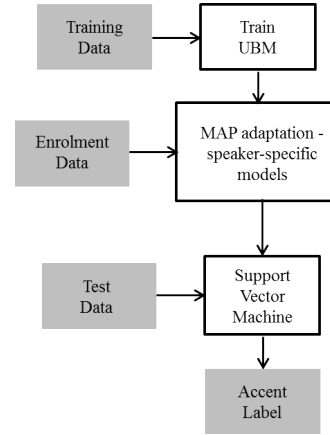 Training
Data
Train
UBM
Enrolment
Data
MAP adaptation -
speaker-specific
models
Test
Data
Support
Vector
Machine
Accent
Label